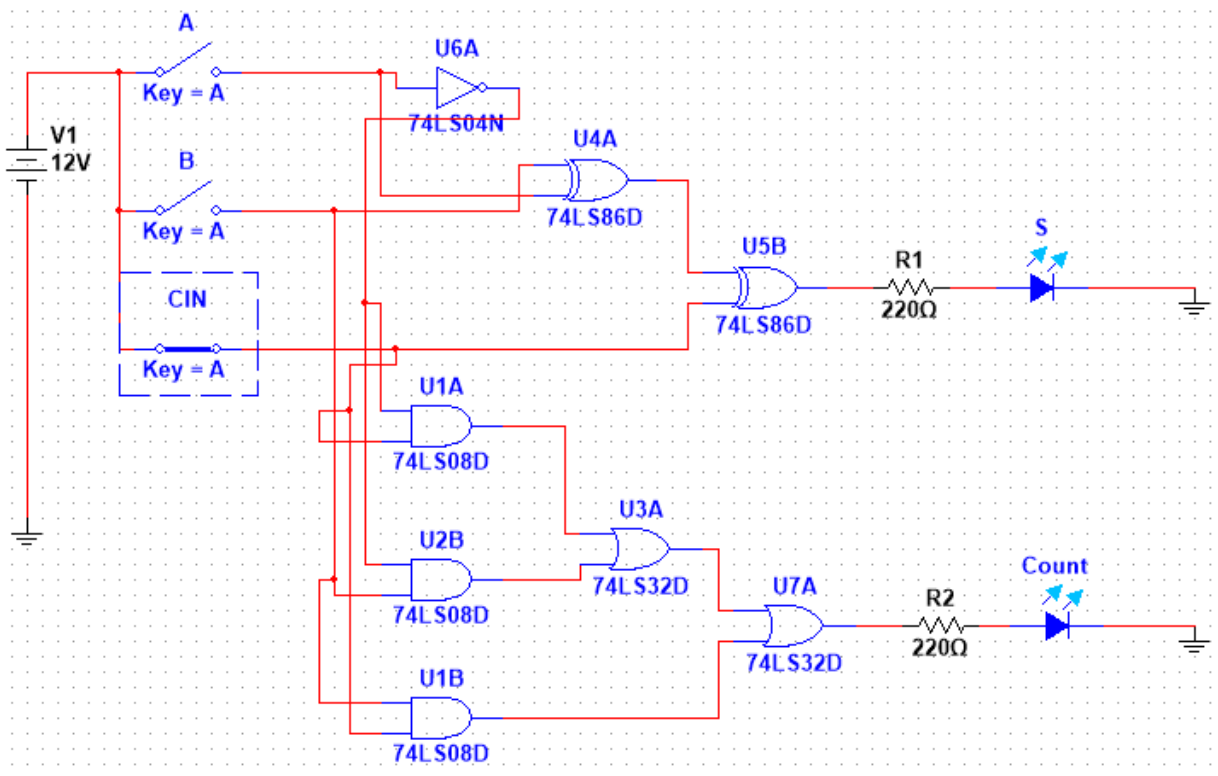 A
Key = A
U6A
74LS04N
V1
12V
B
Key = A
U4A
74LS86D
CIN
Key = A
U5B
74LS86D
R1
220Ω
S
U1A
74LS08D
U2B
74LS08D
U3A
74LS32D
U1B
74LS08D
U7A
74LS32D
R2
220Ω
Count